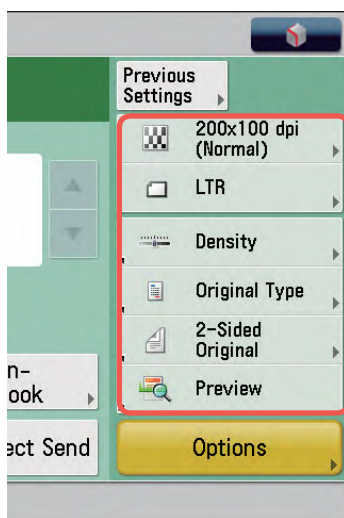 Previous
Settings
200x100 dpi
(Normal)
LTR
Density
Original Type
2-Sided
Original
Preview
n-
ook
ect Send
Options